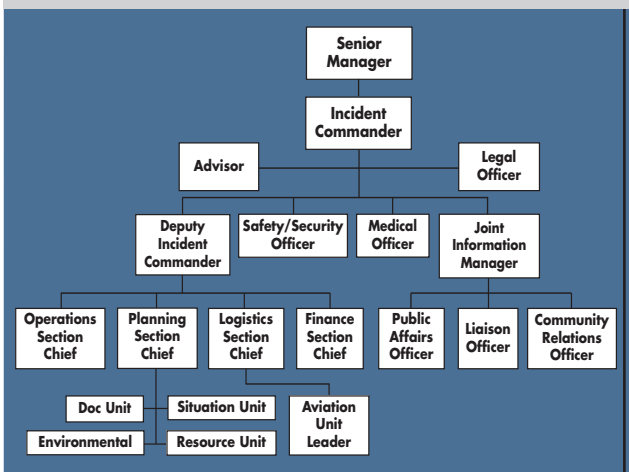 Senior
Manager
Incident
Commander
Advisor
Legal
Officer
Deputy
Incident
Commander
Safety/Security
Officer
Medical
Officer
Joint
Information
Manager
Operations
Section
Chief
Planning
Section
Chief
Logistics
Section
Chief
Finance
Section
Chief
Public
Affairs
Officer
Liaison
Officer
Community
Relations
Officer
Doc Unit
Situation Unit
Environmental
Resource Unit
Aviation
Unit
Leader